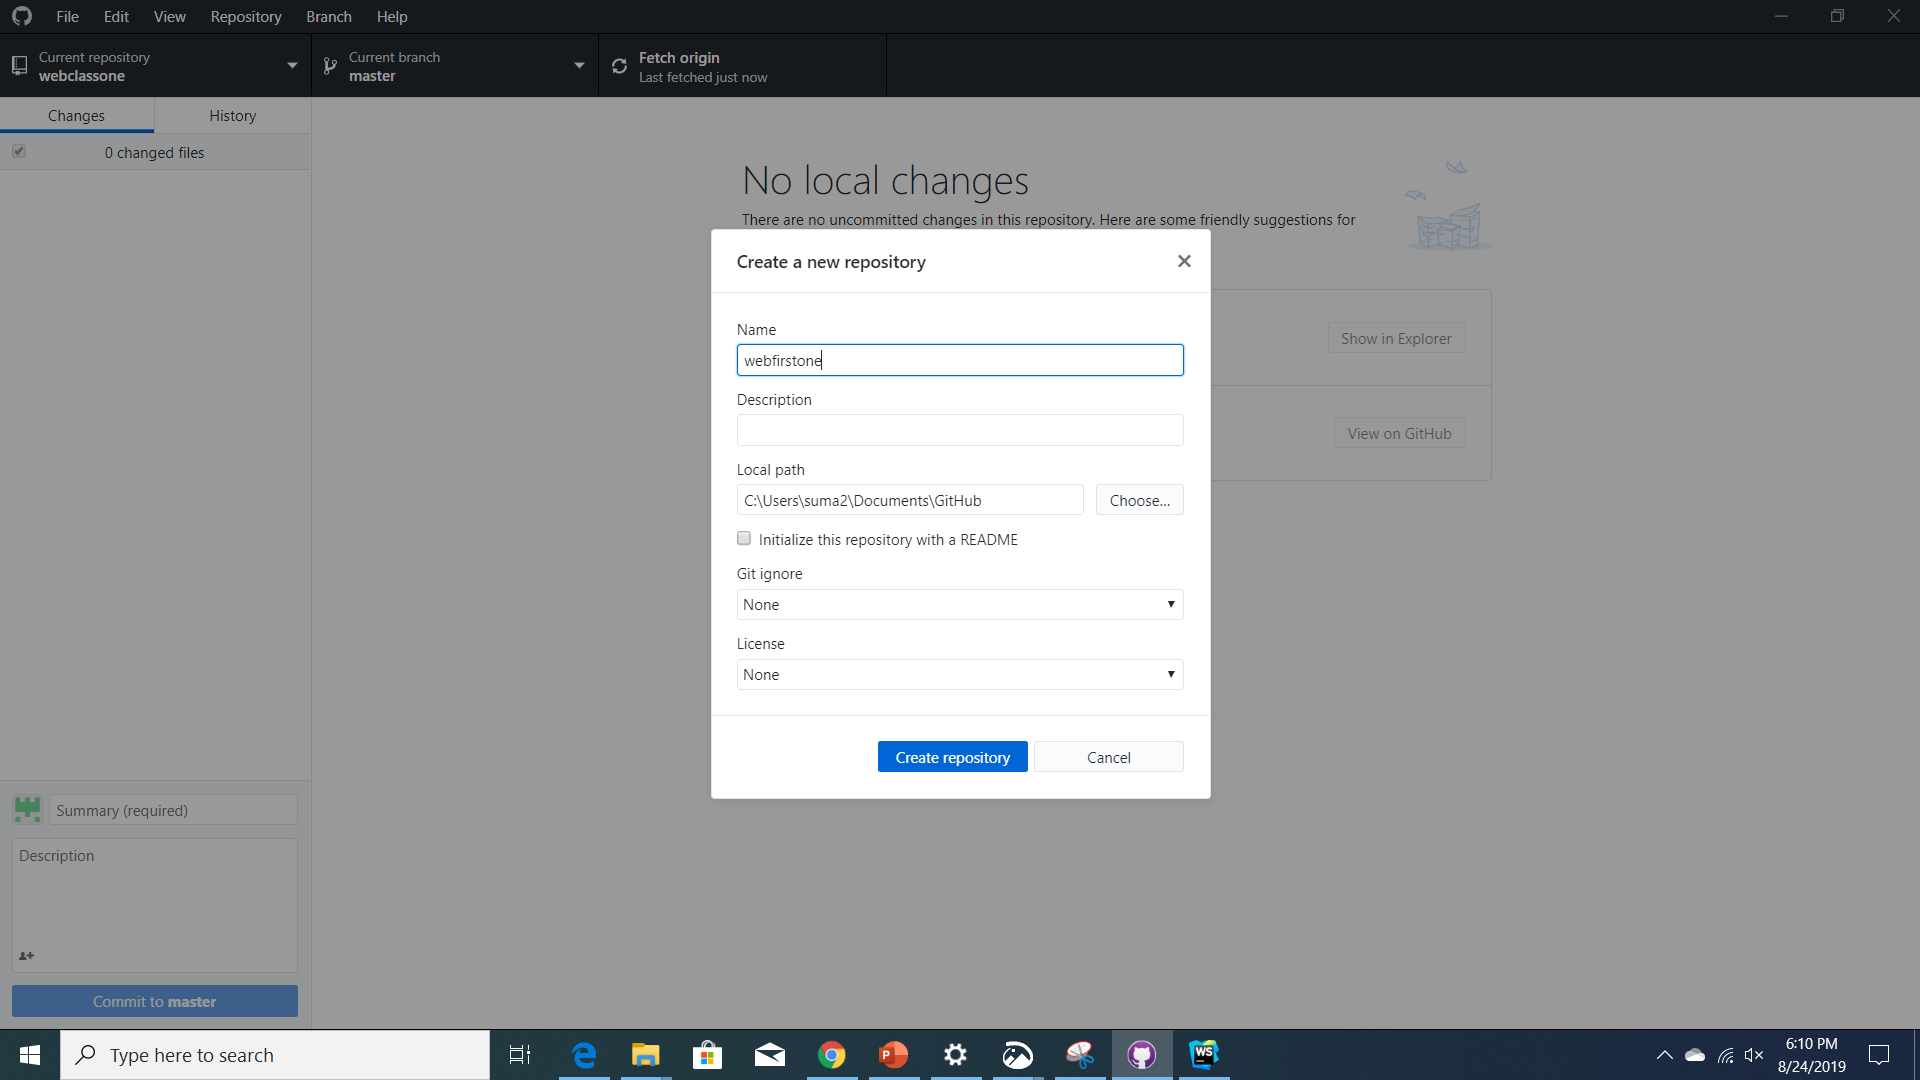 File Edit View Repository Branch Help
Current repository
webclassone
Current branch
master
Fetch origin
Last fetched just now
Changes
History
0 changed files
No local changes
There are no uncommitted changes in this repository. Here are some friendly suggestions for
Create a new repository
Name
webfirstone
Description
Local path
C:\Users\suma2\Documents\GitHub
Choose...
Initialize this repository with a README
Git ignore
None
License
None
Create repository
Cancel
Show in Explorer
View on GitHub
Summary (required)
Description
Commit to master
Type here to search
P
WS
6:10 PM
8/24/2019